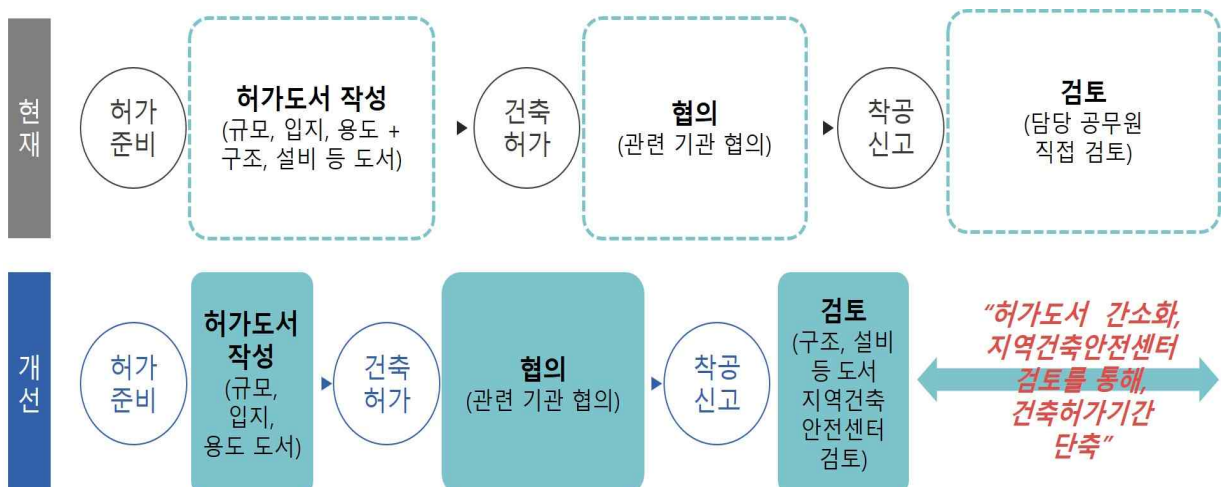 현
재
허가
준비
허가도서 작성
(규모, 입지, 용도 +
구조, 설비 등 도서)
건축
허가
협의
(관련 기관 협의)
착공
신고
검토
(담당 공무원
직접 검토)
개
선
허가
준비
허가도서
작성
(규모,
입지,
용도 도서)
건축
허가
협의
(관련 기관 협의)
착공
신고
검토
(구조, 설비
등 도서
지역건축
안전센터
검토)
“허가도서 간소화,
지역건축안전센터
검토를 통해,
건축허가기간
단축”